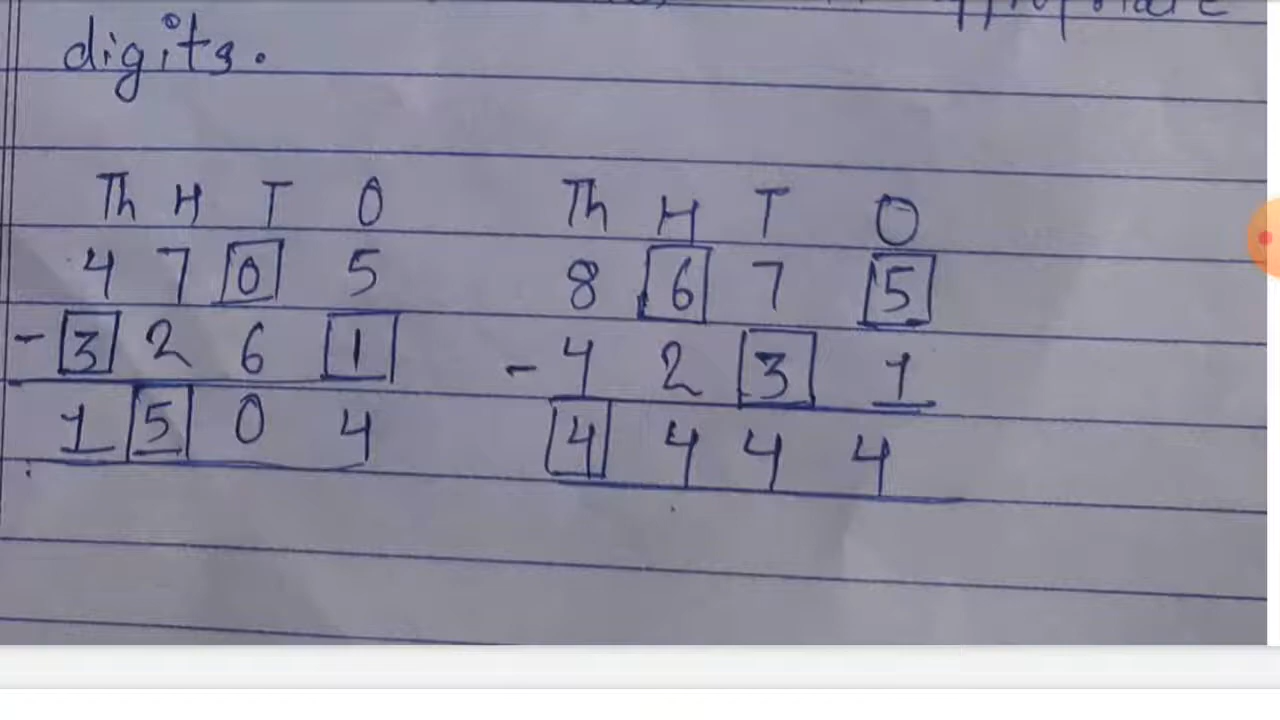 digits.
Th H T O Th H T O
4 7 0 5 8 6 7 5
- 3 2 6 1 - 4 2 3 1
1 5 0 4 4 4 4 4